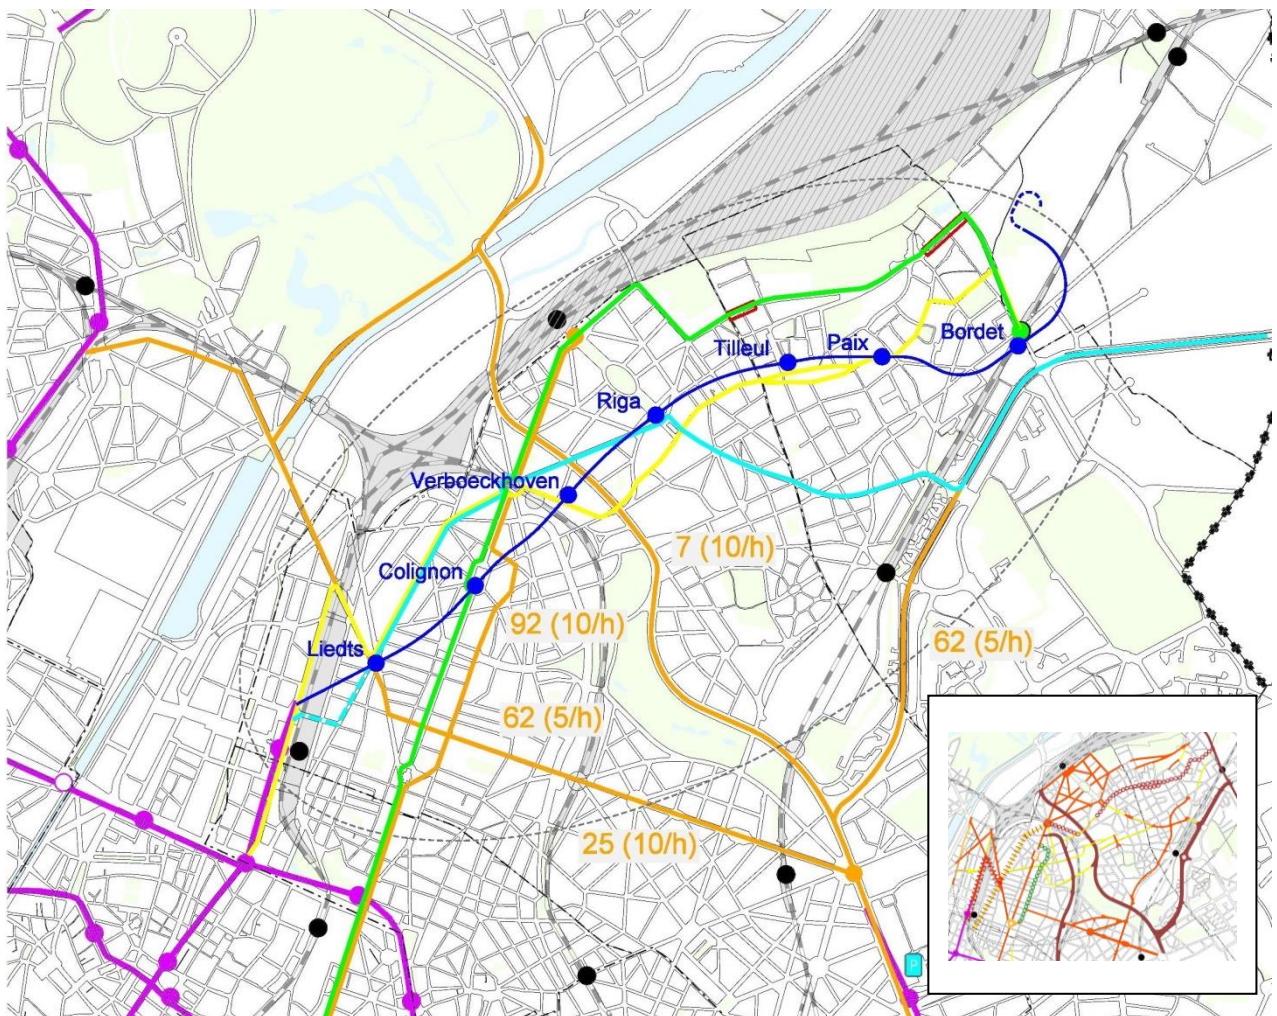 Tilleul
Paix
Bordet
Riga
Verboeckhoven
7 (10/h)
Colignon
92 (10/h)
62 (5/h)
Liedts
62 (5/h)
25 (10/h)
P